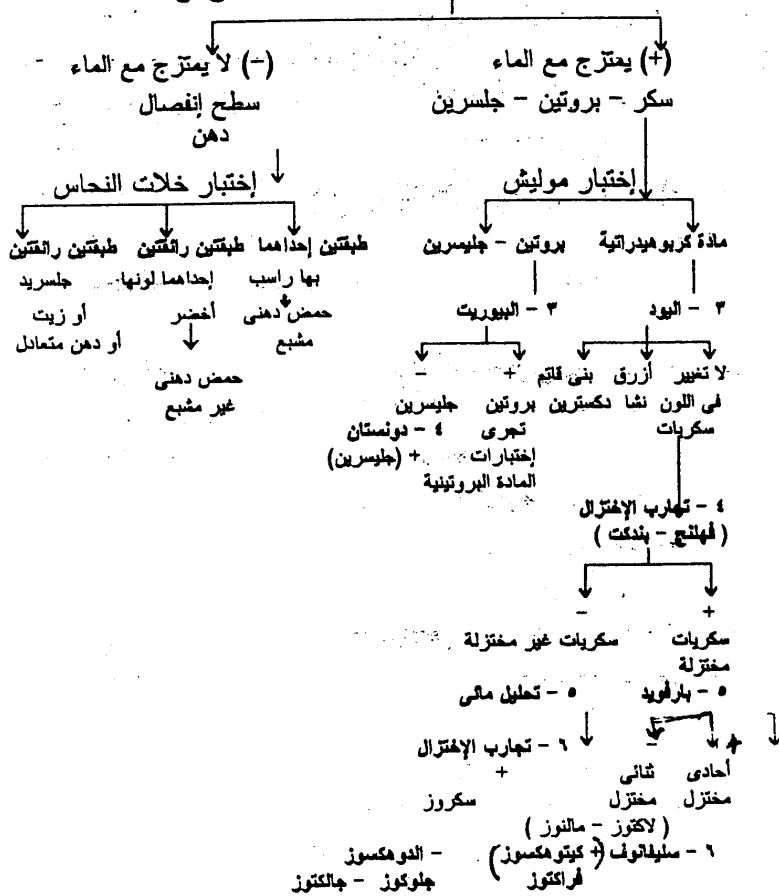 (+) يمتزج مع الماء
(-) لا يمتزج مع الماء
سكر - بروتين - جلسرين
سطح إنفصال
دهن
إختبار موليش
إختبار خلات النحاس
مادة كربوهيدراتية
بروتين - جليسرين
طبقتين إحداهما
بها راسب
حمض دهنى
مشبع
طبقتين رائقتين
إحداهما لونها
أخضر
حمض دهنى
غير مشبع
طبقتين رائقتين
جلسريد
أو زيت
أو دهن متعادل
٣ - اليود
٣ - البيوريت
لا تغيير
فى اللون
سكريات
أزرق
نشا
بنى قاتم
دكسترين
+
بروتين
تجرى
إختبارات
المادة البروتينية
-
جليسرين
٤ - دونستان
+ (جليسرين)
٤ - تجارب الإختزال
( فهلنج - بندكت )
+
سكريات
مختزلة
-
سكريات غير مختزلة
٥ - بارفويد
٥ - تحليل مائى
+
أحادى
مختزل
-
ثنائى
مختزل
( لاكتوز - مالتوز )
٦ - تجارب الإختزال
+
سكروز
٦ - سليفانوف (+ كيتوهكسوز) - الدوهكسوز
فراكتوز
جلوكوز - جالكتوز